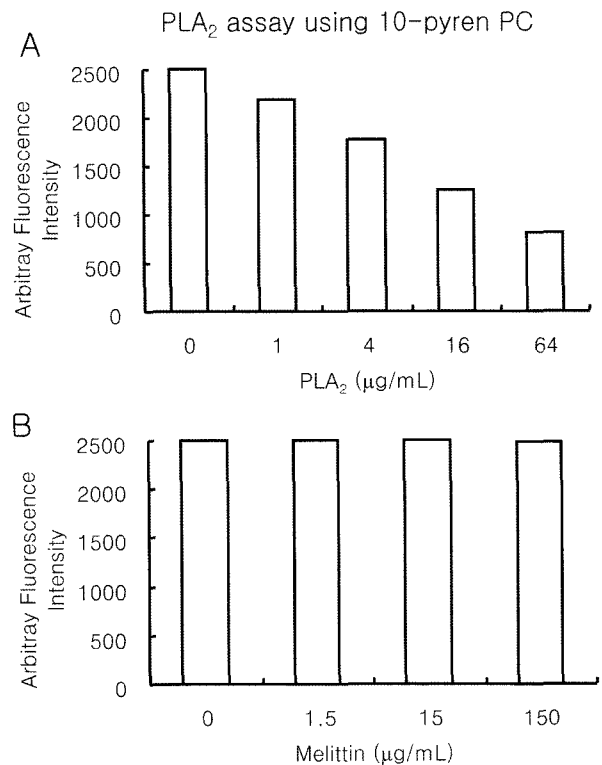 PLA₂ assay using 10-pyren PC
A
Arbitray Fluorescence
Intensity
2500
2000
1500
1000
500
0
0 1 4 16 64
PLA₂ (μg/mL)
B
Arbitray Fluorescence
Intensity
2500
2000
1500
1000
500
0
0 1.5 15 150
Melittin (μg/mL)